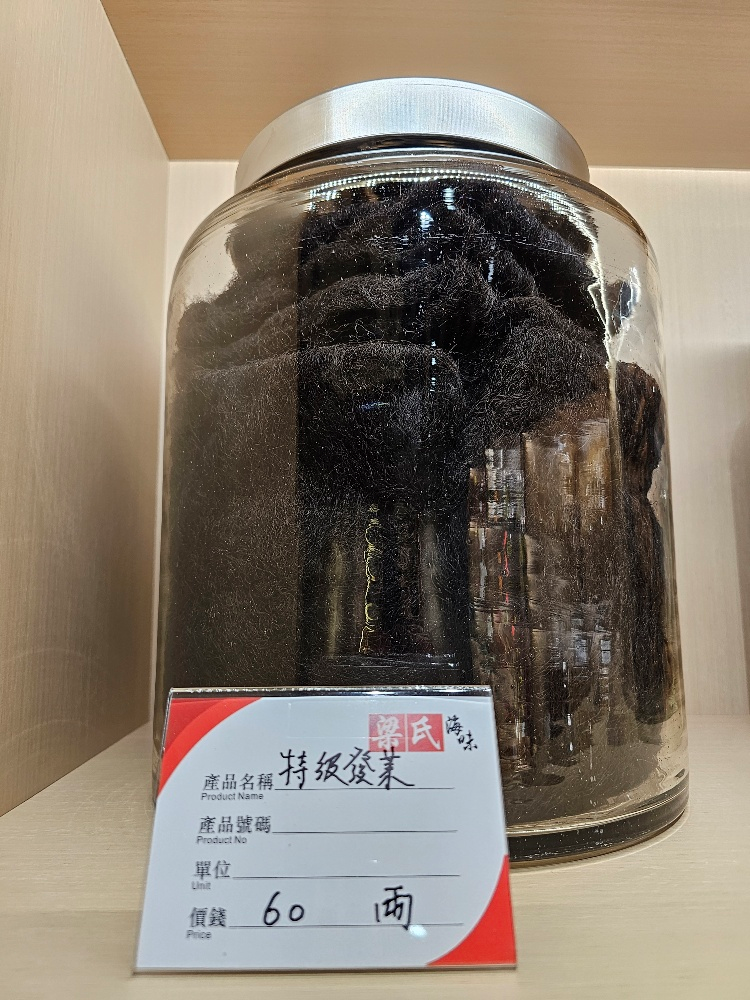 梁氏海味
產品名稱 特級發菜
Product Name
產品號碼
Product No
單位
Unit
價錢 60 両
Price